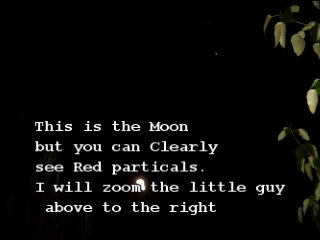 This is the Moon
but you can Clearly
see Red particals.
I will zoom the little guy
above to the right